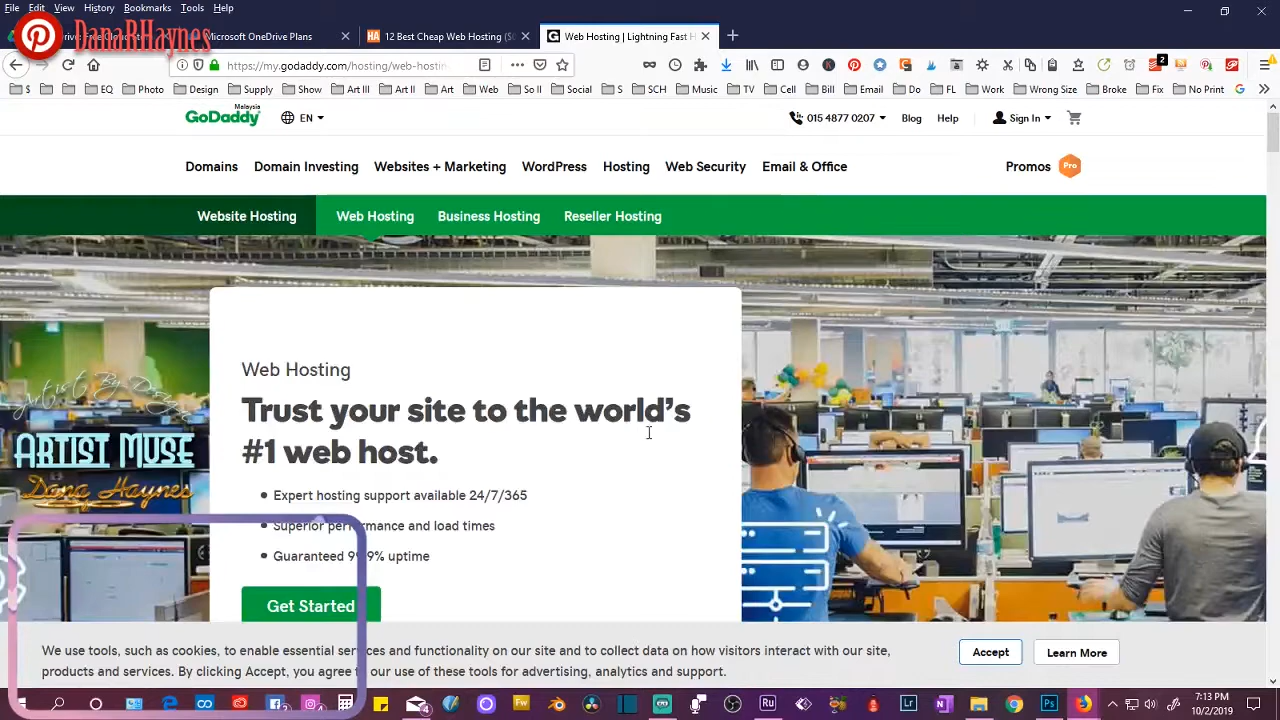 File Edit View History Bookmarks Tools Help
DanaRHaynes
Microsoft OneDrive Plans
12 Best Cheap Web Hosting ($
Web Hosting | Lightning Fast H
https://my.godaddy.com/hosting/web-hostin
2
S EQ Photo Design Supply Show Art III Art II Art Web So II Social S SCH Music TV Cell Bill Email Do FL Work Wrong Size Broke Fix No Print
Malaysia
GoDaddy
EN
015 4877 0207
Blog
Help
Sign In
Domains
Domain Investing
Websites + Marketing
WordPress
Hosting
Web Security
Email & Office
Promos
Pro
Website Hosting
Web Hosting
Business Hosting
Reseller Hosting
Web Hosting
Trust your site to the world's
#1 web host.
Expert hosting support available 24/7/365
Superior performance and load times
Guaranteed 99.9% uptime
Get Started
Artist By Design
ARTIST MUSE
Dana Haynes
We use tools, such as cookies, to enable essential services and functionality on our site and to collect data on how visitors interact with our site,
products and services. By clicking Accept, you agree to our use of these tools for advertising, analytics and support.
Accept
Learn More
7:13 PM
10/2/2019